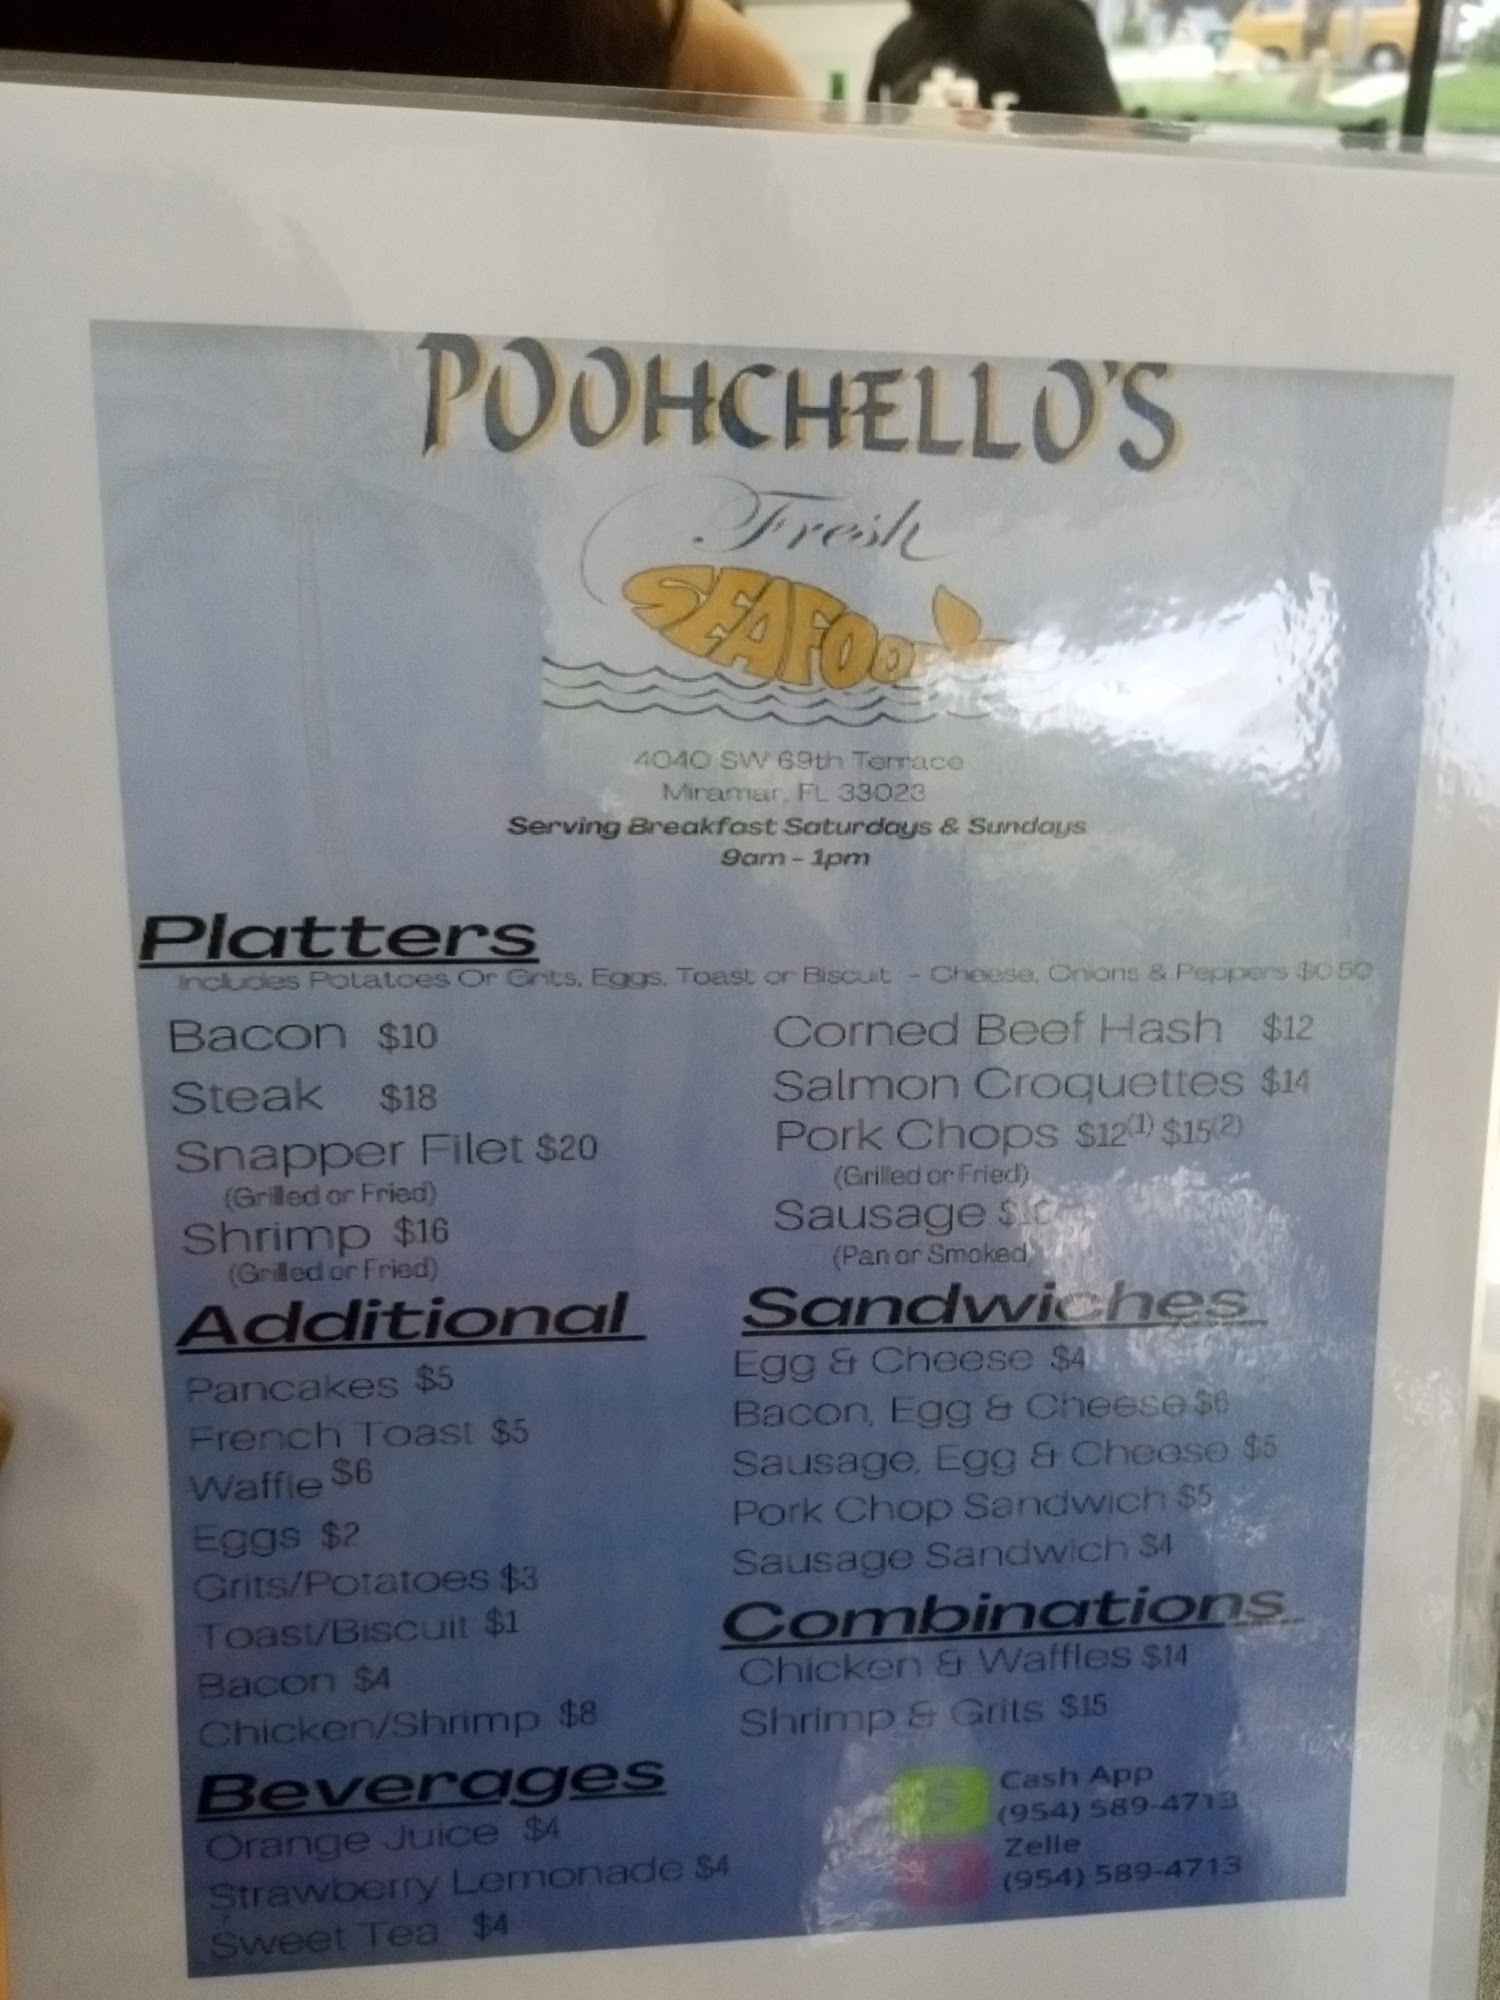 POOHCHELLO'S
Fresh
SEAFOOD
4040 SW 69th Terrace
Miramar, FL 33023
Serving Breakfast Saturdays & Sundays
9am - 1pm
Platters
Includes Potatoes Or Grits, Eggs, Toast or Biscuit - Cheese, Onions & Peppers $0.50
Bacon $10
Steak $18
Snapper Filet $20
(Grilled or Fried)
Shrimp $16
(Grilled or Fried)
Corned Beef Hash $12
Salmon Croquettes $14
Pork Chops $12(1) $15(2)
(Grilled or Fried)
Sausage $10
(Pan or Smoked)
Additional
Pancakes $5
French Toast $5
Waffle $6
Eggs $2
Grits/Potatoes $3
Toast/Biscuit $1
Bacon $4
Chicken/Shrimp $8
Sandwiches
Egg & Cheese $4
Bacon, Egg & Cheese $6
Sausage, Egg & Cheese $5
Pork Chop Sandwich $5
Sausage Sandwich $4
Combinations
Chicken & Waffles $14
Shrimp & Grits $15
Beverages
Orange Juice $4
Strawberry Lemonade $4
Sweet Tea $4
Cash App
(954) 589-4713
Zelle
(954) 589-4713